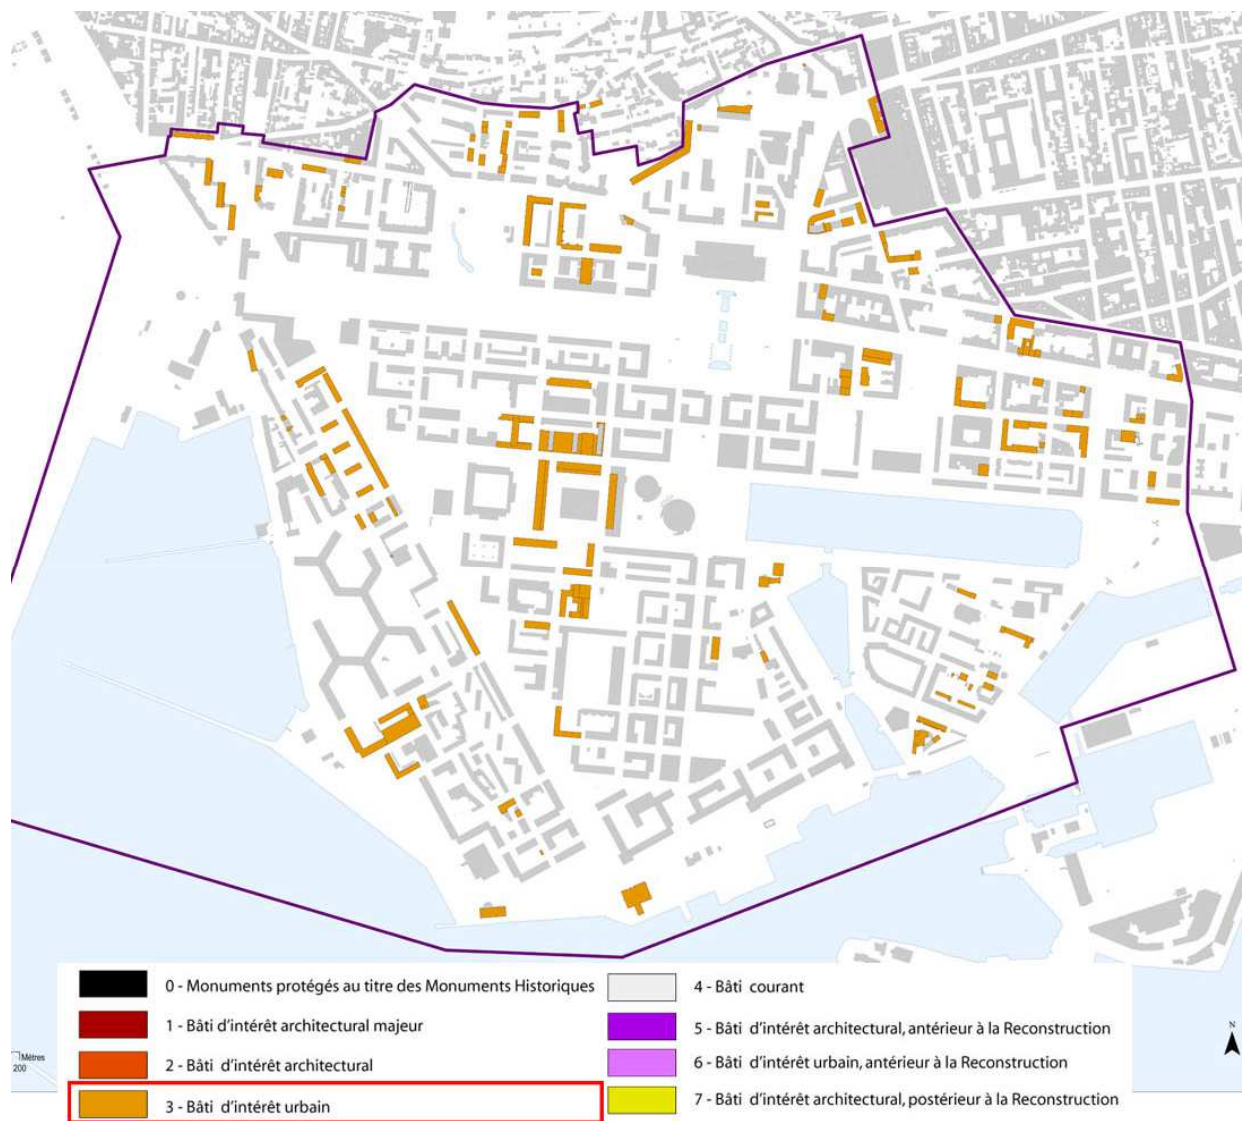 0 - Monuments protégés au titre des Monuments Historiques
1 - Bâti d'intérêt architectural majeur
2 - Bâti d'intérêt architectural
3 - Bâti d'intérêt urbain
4 - Bâti courant
5 - Bâti d'intérêt architectural, antérieur à la Reconstruction
6 - Bâti d'intérêt urbain, antérieur à la Reconstruction
7 - Bâti d'intérêt architectural, postérieur à la Reconstruction
Mètres
200
N